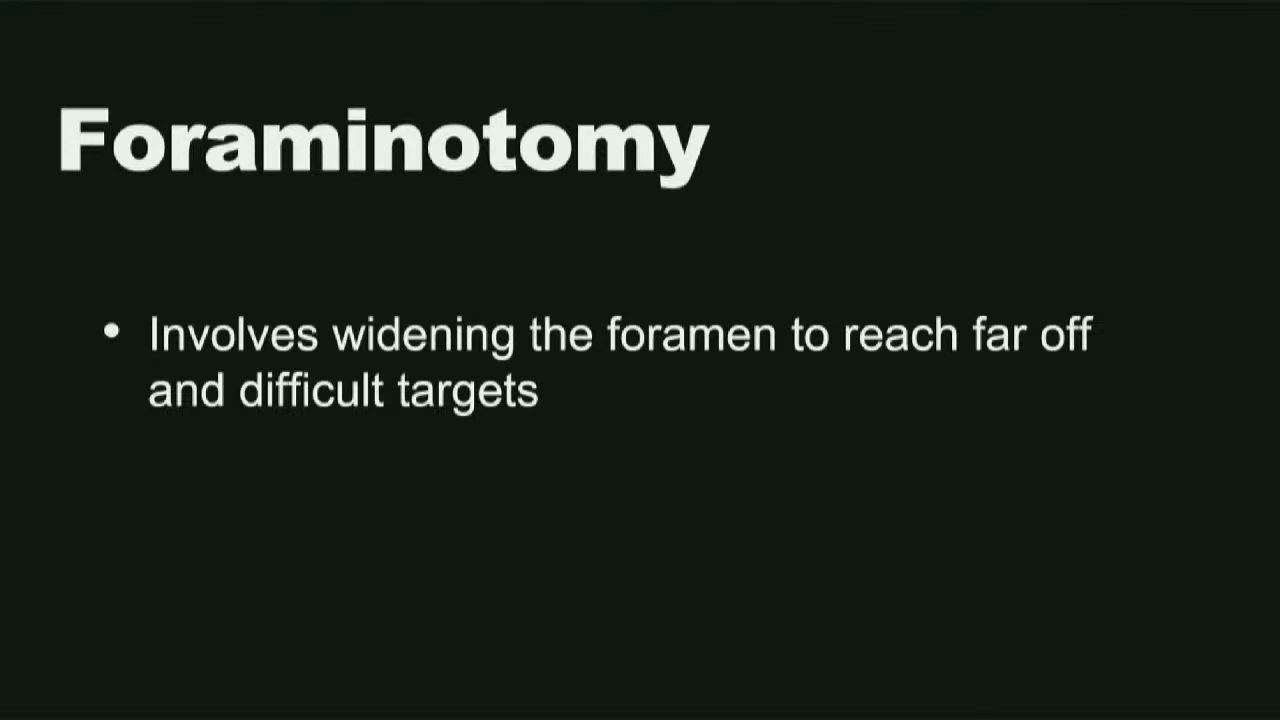 Foraminotomy
• Involves widening the foramen to reach far off
and difficult targets